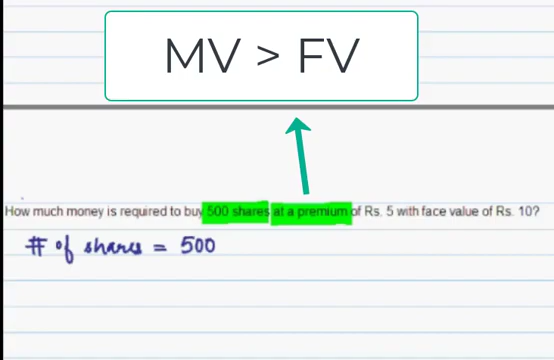 MV > FV
How much money is required to buy 500 shares at a premium of Rs. 5 with face value of Rs. 10?
# of shares = 500